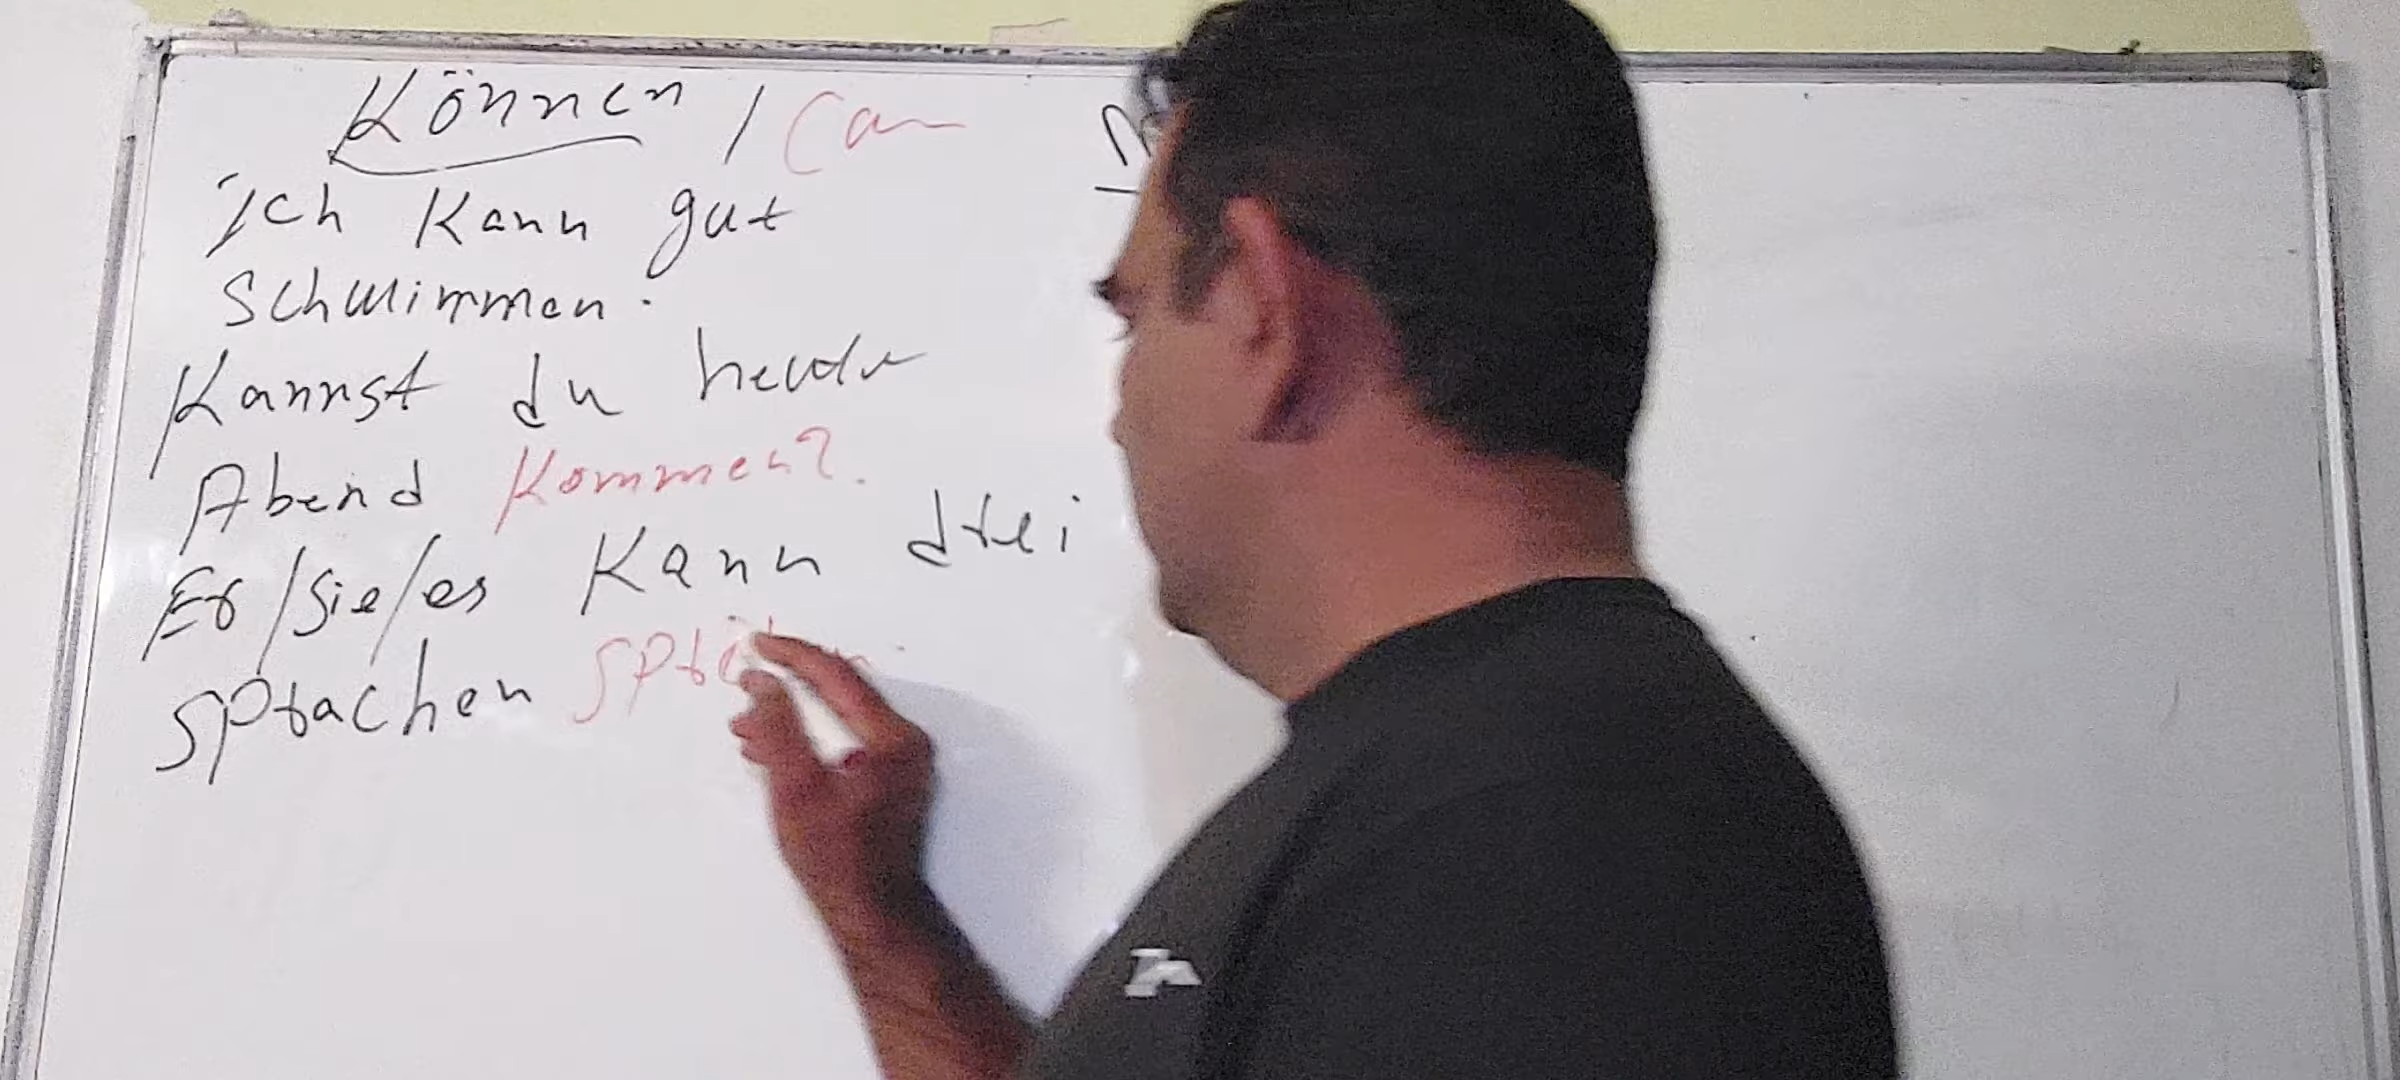 Können / Can
Ich Kann gut
Schwimmen.
Kannst du heute
Abend Kommen?
Er/Sie/es Kann drei
Sprachen